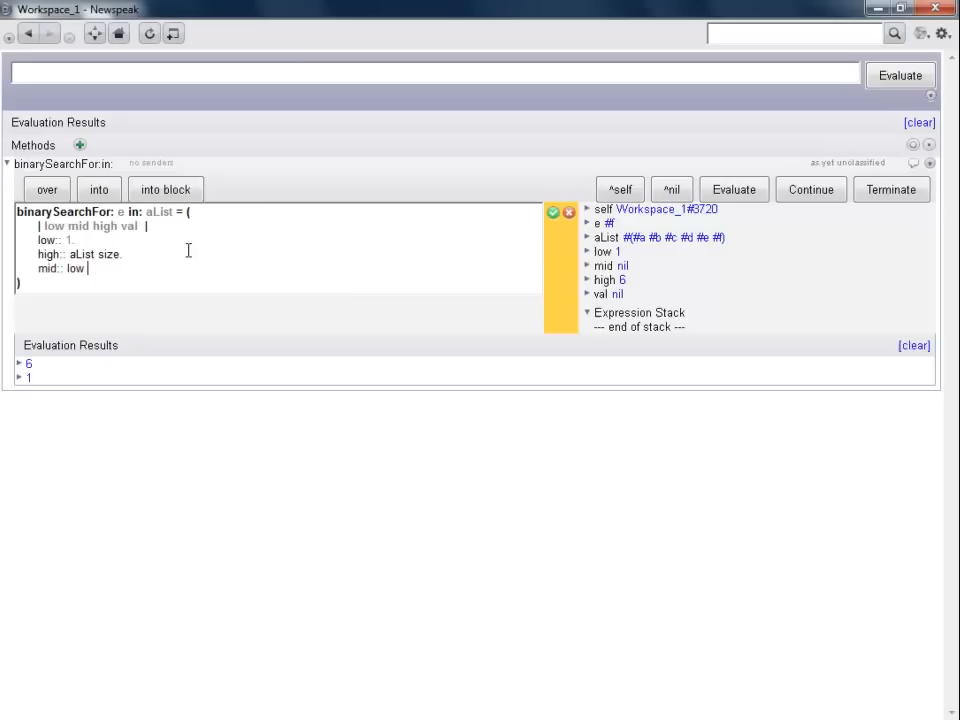 Workspace_1 - Newspeak
Evaluate
Evaluation Results [clear]
Methods
binarySearchFor:in: no senders as yet unclassified
over into into block ^self ^nil Evaluate Continue Terminate
binarySearchFor: e in: aList = (
| low mid high val |
low:: 1.
high:: aList size.
mid:: low
)
self Workspace_1#3720
e #f
aList #(#a #b #c #d #e #f)
low 1
mid nil
high 6
val nil
Expression Stack
--- end of stack ---
Evaluation Results [clear]
6
1